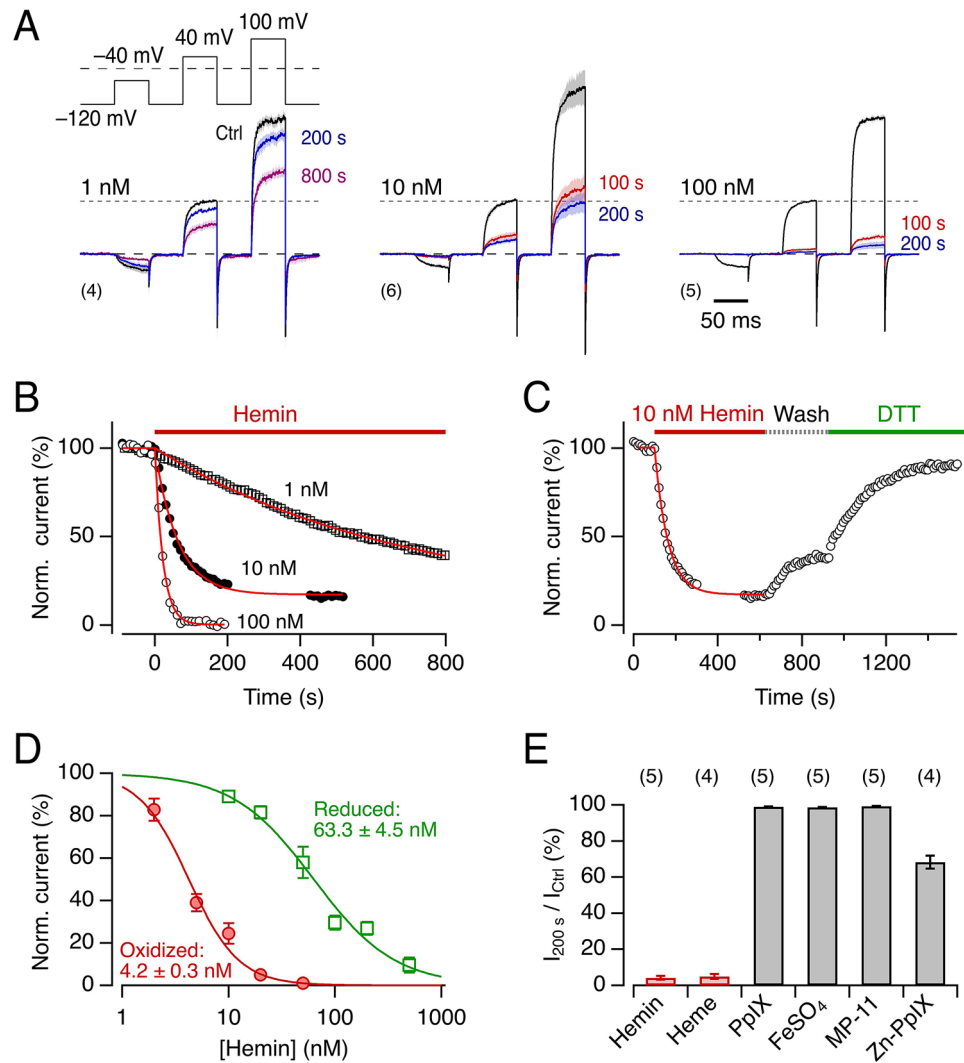 A
100 mV
40 mV
−40 mV
−120 mV
Ctrl
200 s
800 s
1 nM
(4)
10 nM
100 s
200 s
(6)
100 nM
100 s
200 s
(5)
50 ms
B
Hemin
Norm. current (%)
100
50
0
1 nM
10 nM
100 nM
0 200 400 600 800
Time (s)
C
10 nM Hemin Wash DTT
Norm. current (%)
100
50
0
0 400 800 1200
Time (s)
D
Norm. current (%)
100
80
60
40
20
0
Reduced:
63.3 ± 4.5 nM
Oxidized:
4.2 ± 0.3 nM
1 10 100 1000
[Hemin] (nM)
E
(5) (4) (5) (5) (5) (4)
I200 s / ICtrl (%)
100
80
60
40
20
0
Hemin
Heme
PpIX
FeSO4
MP-11
Zn-PpIX